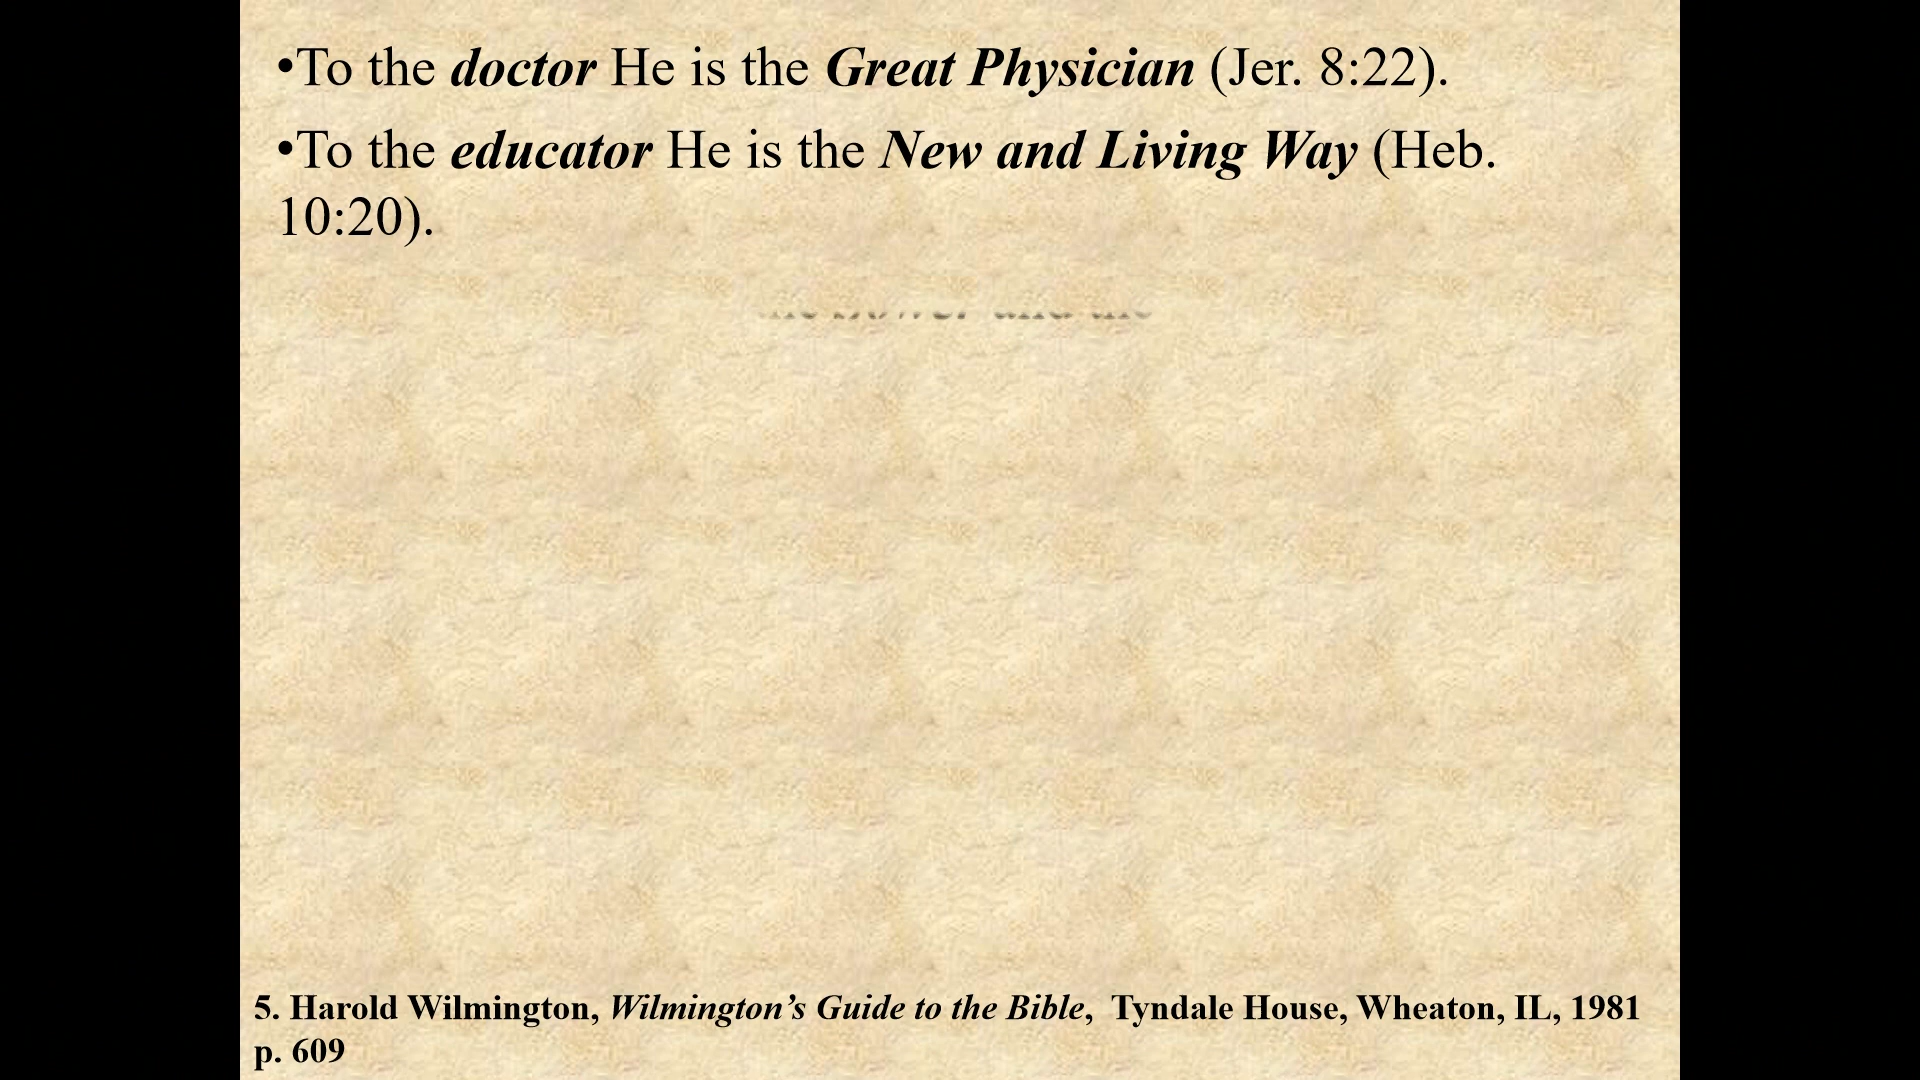 •To the doctor He is the Great Physician (Jer. 8:22).
•To the educator He is the New and Living Way (Heb.
10:20).
5. Harold Wilmington, Wilmington’s Guide to the Bible, Tyndale House, Wheaton, IL, 1981
p. 609